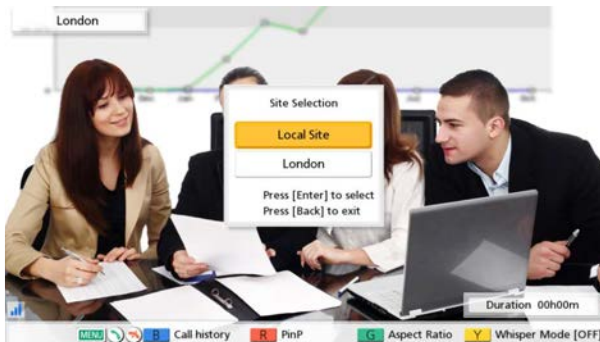 London
Site Selection
Local Site
London
Press [Enter] to select
Press [Back] to exit
Duration 00h00m
MENU B Call history R PinP G Aspect Ratio Y Whisper Mode [OFF]